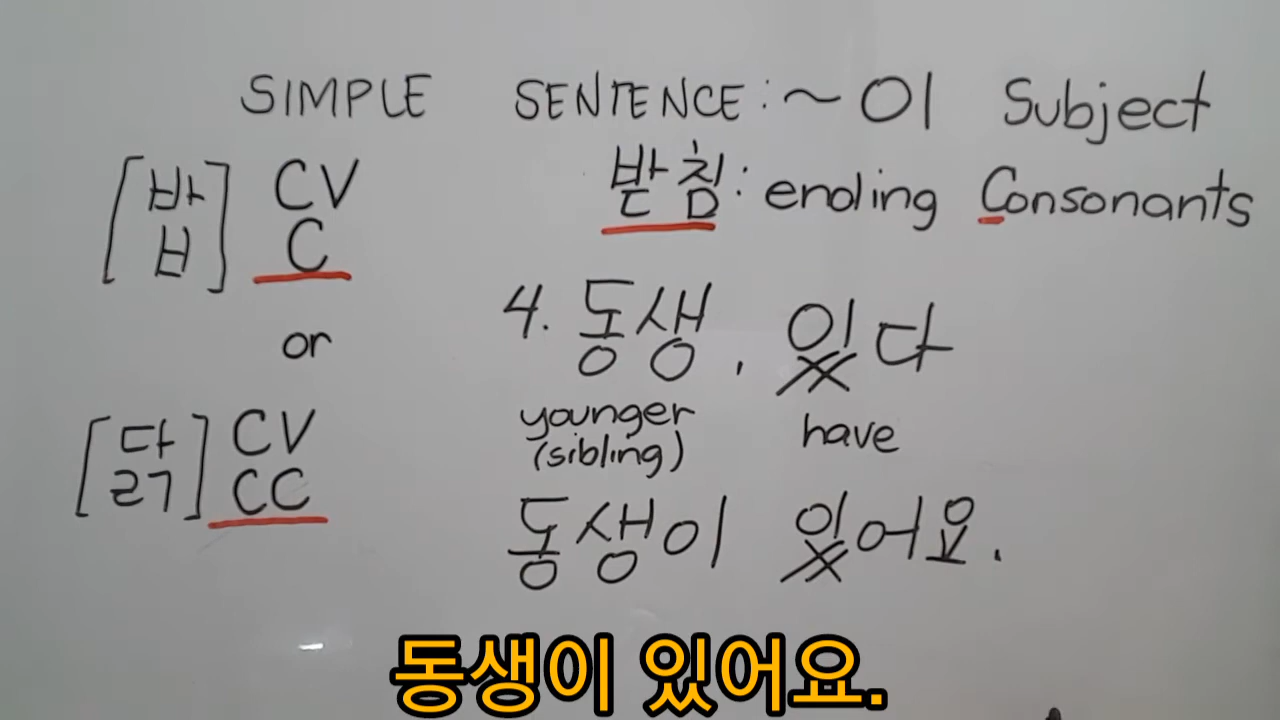 SIMPLE SENTENCE: ~이 Subject
받침: ending Consonants
[밥] CV
C
or
[닭] CV
CC
4. 동생, 있다
younger (sibling)
have
동생이 있어요.
동생이 있어요.